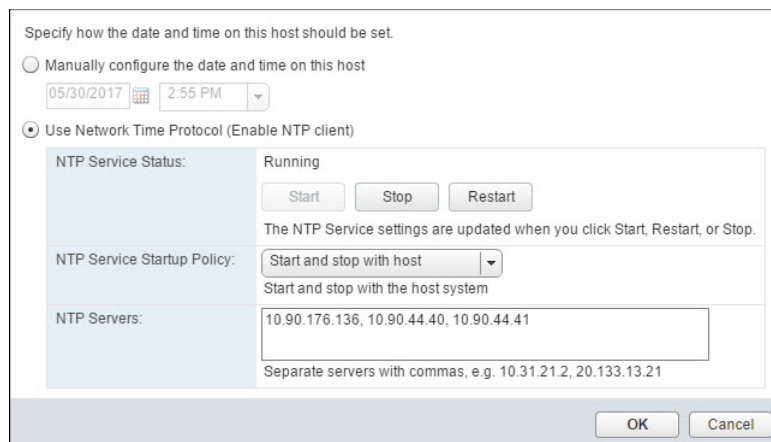 Specify how the date and time on this host should be set.
Manually configure the date and time on this host
05/30/2017 2:55 PM
Use Network Time Protocol (Enable NTP client)
NTP Service Status: Running
Start Stop Restart
The NTP Service settings are updated when you click Start, Restart, or Stop.
NTP Service Startup Policy: Start and stop with host
Start and stop with the host system
NTP Servers: 10.90.176.136, 10.90.44.40, 10.90.44.41
Separate servers with commas, e.g. 10.31.21.2, 20.133.13.21
OK Cancel